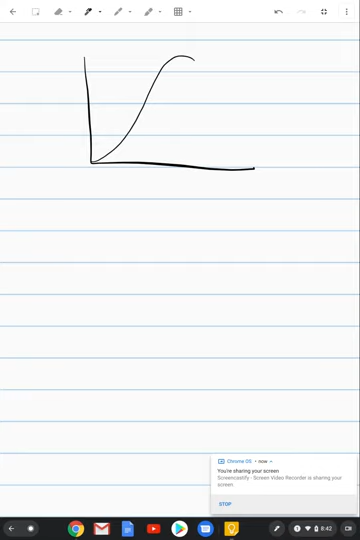 Chrome OS • now
You're sharing your screen
Screencastify - Screen Video Recorder is sharing your
screen.
STOP
8:42